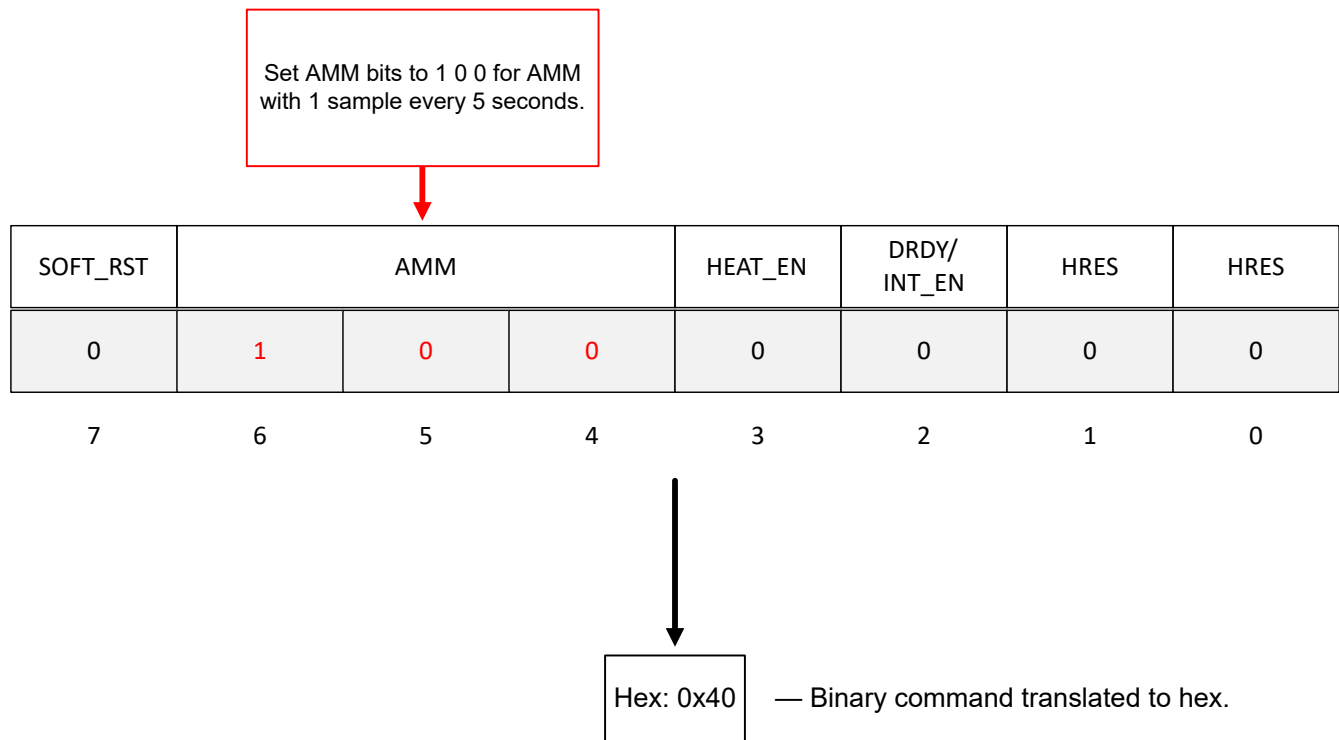 Set AMM bits to 1 0 0 for AMM
with 1 sample every 5 seconds.
SOFT_RST AMM HEAT_EN DRDY/ INT_EN HRES HRES
0 1 0 0 0 0 0 0
7 6 5 4 3 2 1 0
Hex: 0x40 — Binary command translated to hex.